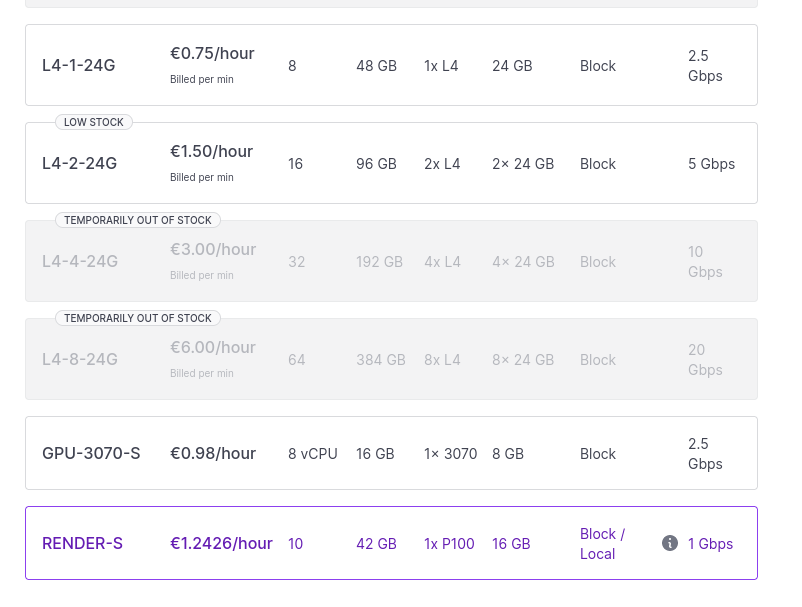 L4-1-24G €0.75/hour Billed per min 8 48 GB 1x L4 24 GB Block 2.5 Gbps
LOW STOCK
L4-2-24G €1.50/hour Billed per min 16 96 GB 2x L4 2× 24 GB Block 5 Gbps
TEMPORARILY OUT OF STOCK
L4-4-24G €3.00/hour Billed per min 32 192 GB 4x L4 4× 24 GB Block 10 Gbps
TEMPORARILY OUT OF STOCK
L4-8-24G €6.00/hour Billed per min 64 384 GB 8x L4 8× 24 GB Block 20 Gbps
GPU-3070-S €0.98/hour 8 vCPU 16 GB 1× 3070 8 GB Block 2.5 Gbps
RENDER-S €1.2426/hour 10 42 GB 1x P100 16 GB Block / Local 1 Gbps